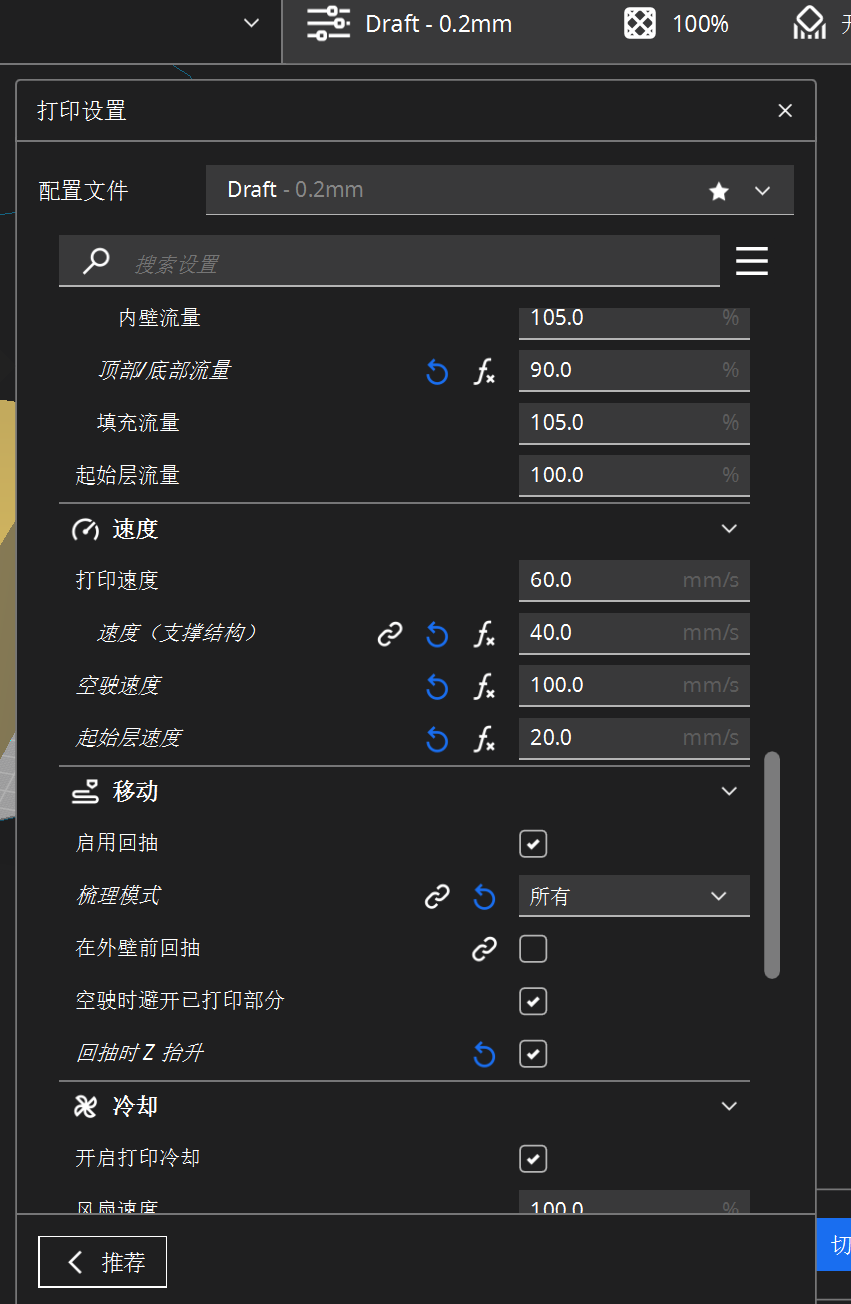 Draft - 0.2mm 100%
打印设置
配置文件 Draft - 0.2mm
搜索设置
内壁流量 105.0 %
顶部/底部流量 90.0 %
填充流量 105.0 %
起始层流量 100.0 %
速度
打印速度 60.0 mm/s
速度（支撑结构） 40.0 mm/s
空驶速度 100.0 mm/s
起始层速度 20.0 mm/s
移动
启用回抽
梳理模式 所有
在外壁前回抽
空驶时避开已打印部分
回抽时 Z 抬升
冷却
开启打印冷却
风扇速度 100.0 %
推荐
切